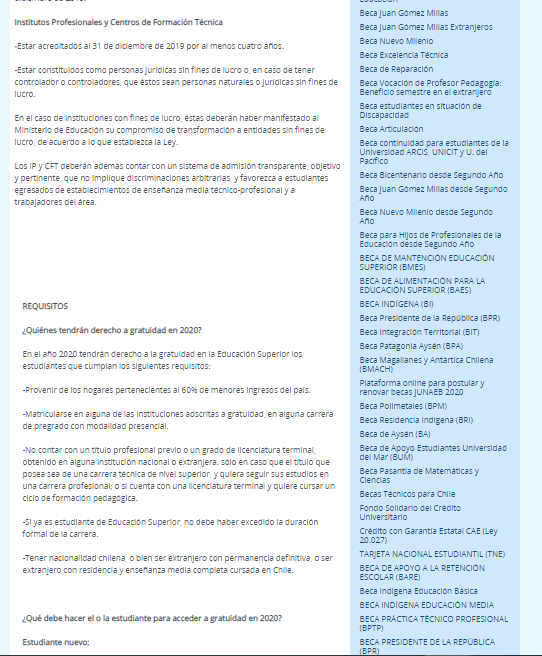 Institutos Profesionales y Centros de Formación Técnica
-Estar acreditados al 31 de diciembre de 2019 por al menos cuatro años.
-Estar constituidos como personas jurídicas sin fines de lucro o, en caso de tener
controlador o controladores, que éstos sean personas naturales o jurídicas sin fines de
lucro.
En el caso de instituciones con fines de lucro, éstas deberán haber manifestado al
Ministerio de Educación su compromiso de transformación a entidades sin fines de
lucro, de acuerdo a lo que establezca la Ley.
Los IP y CFT deberán además contar con un sistema de admisión transparente, objetivo
y pertinente, que no implique discriminaciones arbitrarias, y favorezca a estudiantes
egresados de establecimientos de enseñanza media técnico-profesional y a
trabajadores del área.
REQUISITOS
¿Quiénes tendrán derecho a gratuidad en 2020?
En el año 2020 tendrán derecho a la gratuidad en la Educación Superior los
estudiantes que cumplan los siguientes requisitos:
-Provenir de los hogares pertenecientes al 60% de menores ingresos del país.
-Matricularse en alguna de las instituciones adscritas a gratuidad, en alguna carrera
de pregrado con modalidad presencial.
-No contar con un título profesional previo o un grado de licenciatura terminal,
obtenido en alguna institución nacional o extranjera, sólo en caso que el título que
posea sea de una carrera técnica de nivel superior, y quiera seguir sus estudios en
una carrera profesional; o si cuenta con una licenciatura terminal y quiere cursar un
ciclo de formación pedagógica.
-Si ya es estudiante de Educación Superior, no debe haber excedido la duración
formal de la carrera.
-Tener nacionalidad chilena, o bien ser extranjero con permanencia definitiva, o ser
extranjero con residencia y enseñanza media completa cursada en Chile.
¿Qué debe hacer el o la estudiante para acceder a gratuidad en 2020?
Estudiante nuevo:
Beca Juan Gómez Millas
Beca Juan Gómez Millas Extranjeros
Beca Nuevo Milenio
Beca Excelencia Técnica
Beca de Reparación
Beca Vocación de Profesor Pedagogía:
Beneficio semestre en el extranjero
Beca estudiantes en situación de
Discapacidad
Beca Articulación
Beca continuidad para estudiantes de la
Universidad ARCIS, UNICIT y U. del
Pacífico
Beca Bicentenario desde Segundo Año
Beca Juan Gómez Millas desde Segundo
Año
Beca Nuevo Milenio desde Segundo
Año
Beca para Hijos de Profesionales de la
Educación desde Segundo Año
BECA DE MANTENCIÓN EDUCACIÓN
SUPERIOR (BMES)
BECA DE ALIMENTACIÓN PARA LA
EDUCACIÓN SUPERIOR (BAES)
BECA INDÍGENA (BI)
Beca Presidente de la República (BPR)
Beca Integración Territorial (BIT)
Beca Patagonia Aysén (BPA)
Beca Magallanes y Antártica Chilena
(BMACH)
Plataforma online para postular y
renovar becas JUNAEB 2020
Beca Polimetales (BPM)
Beca Residencia Indígena (BRI)
Beca de Aysén (BA)
Beca de Apoyo Estudiantes Universidad
del Mar (BUM)
Beca Pasantía de Matemáticas y
Ciencias
Becas Técnicos para Chile
Fondo Solidario del Crédito
Universitario
Crédito con Garantía Estatal CAE (Ley
20.027)
TARJETA NACIONAL ESTUDIANTIL (TNE)
BECA DE APOYO A LA RETENCIÓN
ESCOLAR (BARE)
Beca Indígena Educación Básica
BECA INDÍGENA EDUCACIÓN MEDIA
BECA PRÁCTICA TÉCNICO PROFESIONAL
(BPTP)
BECA PRESIDENTE DE LA REPÚBLICA
(BPR)